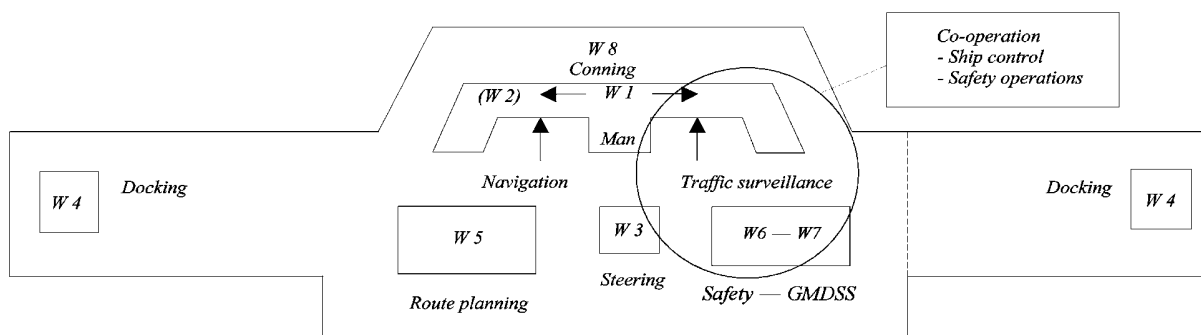 W 8
Conning
Co-operation
- Ship control
- Safety operations
(W 2)
W 1
Man
Navigation
Traffic surveillance
W 4
Docking
Docking
W 4
W 5
W 3
W6 — W7
Steering
Route planning
Safety — GMDSS